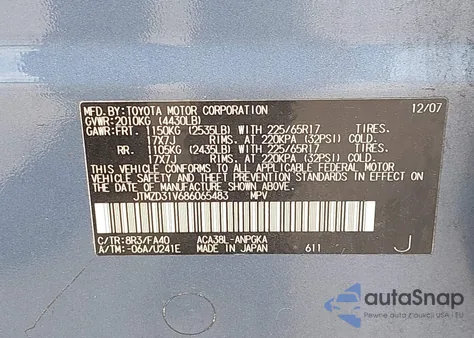 MFD. BY: TOYOTA MOTOR CORPORATION 12/07
GVWR: 2010KG (4430LB)
GAWR: FRT. 1150KG (2535LB) WITH 225/65R17 TIRES.
17X7J RIMS. AT 220KPA (32PSI) COLD.
RR. 1105KG (2435LB) WITH 225/65R17 TIRES.
17X7J RIMS. AT 220KPA (32PSI) COLD.
THIS VEHICLE CONFORMS TO ALL APPLICABLE FEDERAL MOTOR
VEHICLE SAFETY, BUMPER, AND THEFT PREVENTION STANDARDS
IN EFFECT ON THE DATE OF MANUFACTURE SHOWN ABOVE.
JTMZD31V686065483 MPV
C/TR: 8R3/FA40 ACA38L-ANPGKA
A/TM: -06A/U241E MADE IN JAPAN 611 J
autoSnap